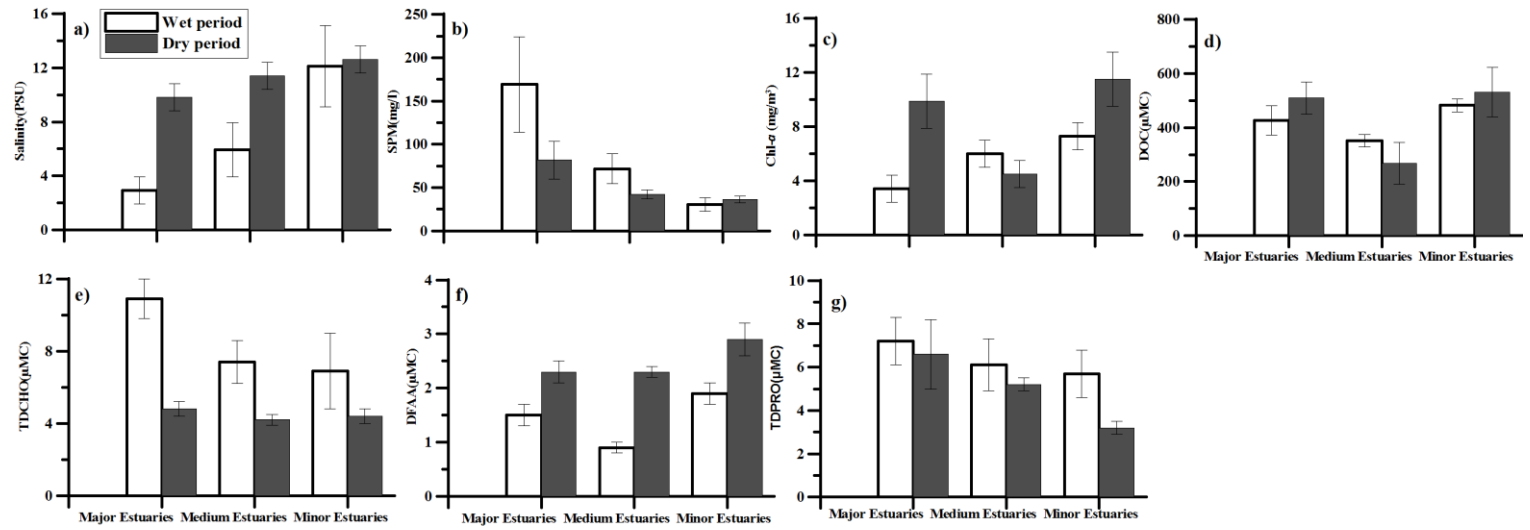 a)
Wet period
Dry period
16
12
8
4
0
Salinity(PSU)
b)
250
200
150
100
50
0
SPM(mg/l)
c)
16
12
8
4
0
Chl-a (mg/m³)
d)
800
600
400
200
0
DOC(µMC)
Major Estuaries Medium Estuaries Minor Estuaries
e)
12
8
4
0
TDCHO(µMC)
Major Estuaries Medium Estuaries Minor Estuaries
f)
4
3
2
1
0
DFAA(µMC)
Major Estuaries Medium Estuaries Minor Estuaries
g)
10
8
6
4
2
0
TDPRO(µMC)
Major Estuaries Medium Estuaries Minor Estuaries